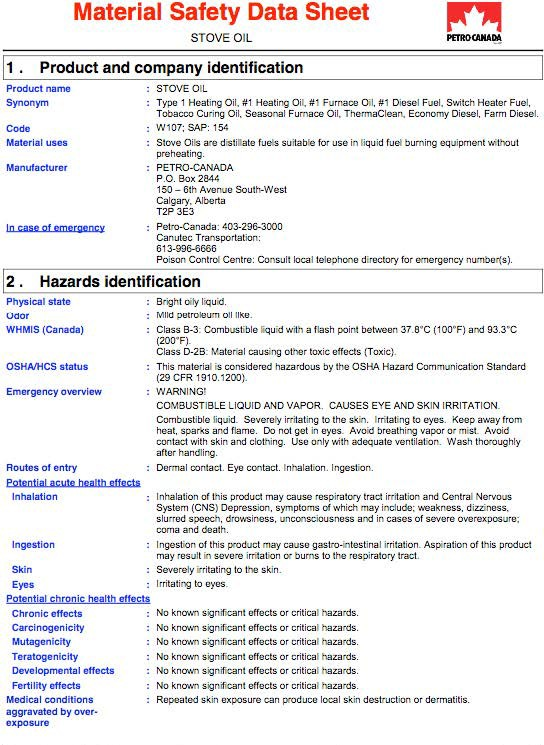 Material Safety Data Sheet
STOVE OIL
PETRO-CANADA
1 . Product and company identification
Product name : STOVE OIL
Synonym : Type 1 Heating Oil, #1 Heating Oil, #1 Furnace Oil, #1 Diesel Fuel, Switch Heater Fuel,
Tobacco Curing Oil, Seasonal Furnace Oil, ThermaClean, Economy Diesel, Farm Diesel.
Code : W107; SAP: 154
Material uses : Stove Oils are distillate fuels suitable for use in liquid fuel burning equipment without
preheating.
Manufacturer : PETRO-CANADA
P.O. Box 2844
150 – 6th Avenue South-West
Calgary, Alberta
T2P 3E3
In case of emergency : Petro-Canada: 403-296-3000
Canutec Transportation:
613-996-6666
Poison Control Centre: Consult local telephone directory for emergency number(s).
2 . Hazards identification
Physical state : Bright oily liquid.
Odor : Mild petroleum oil like.
WHMIS (Canada) : Class B-3: Combustible liquid with a flash point between 37.8°C (100°F) and 93.3°C
(200°F).
Class D-2B: Material causing other toxic effects (Toxic).
OSHA/HCS status : This material is considered hazardous by the OSHA Hazard Communication Standard
(29 CFR 1910.1200).
Emergency overview : WARNING!
COMBUSTIBLE LIQUID AND VAPOR. CAUSES EYE AND SKIN IRRITATION.
Combustible liquid. Severely irritating to the skin. Irritating to eyes. Keep away from
heat, sparks and flame. Do not get in eyes. Avoid breathing vapor or mist. Avoid
contact with skin and clothing. Use only with adequate ventilation. Wash thoroughly
after handling.
Routes of entry : Dermal contact. Eye contact. Inhalation. Ingestion.
Potential acute health effects
Inhalation : Inhalation of this product may cause respiratory tract irritation and Central Nervous
System (CNS) Depression, symptoms of which may include; weakness, dizziness,
slurred speech, drowsiness, unconsciousness and in cases of severe overexposure;
coma and death.
Ingestion : Ingestion of this product may cause gastro-intestinal irritation. Aspiration of this product
may result in severe irritation or burns to the respiratory tract.
Skin : Severely irritating to the skin.
Eyes : Irritating to eyes.
Potential chronic health effects
Chronic effects : No known significant effects or critical hazards.
Carcinogenicity : No known significant effects or critical hazards.
Mutagenicity : No known significant effects or critical hazards.
Teratogenicity : No known significant effects or critical hazards.
Developmental effects : No known significant effects or critical hazards.
Fertility effects : No known significant effects or critical hazards.
Medical conditions : Repeated skin exposure can produce local skin destruction or dermatitis.
aggravated by over-
exposure